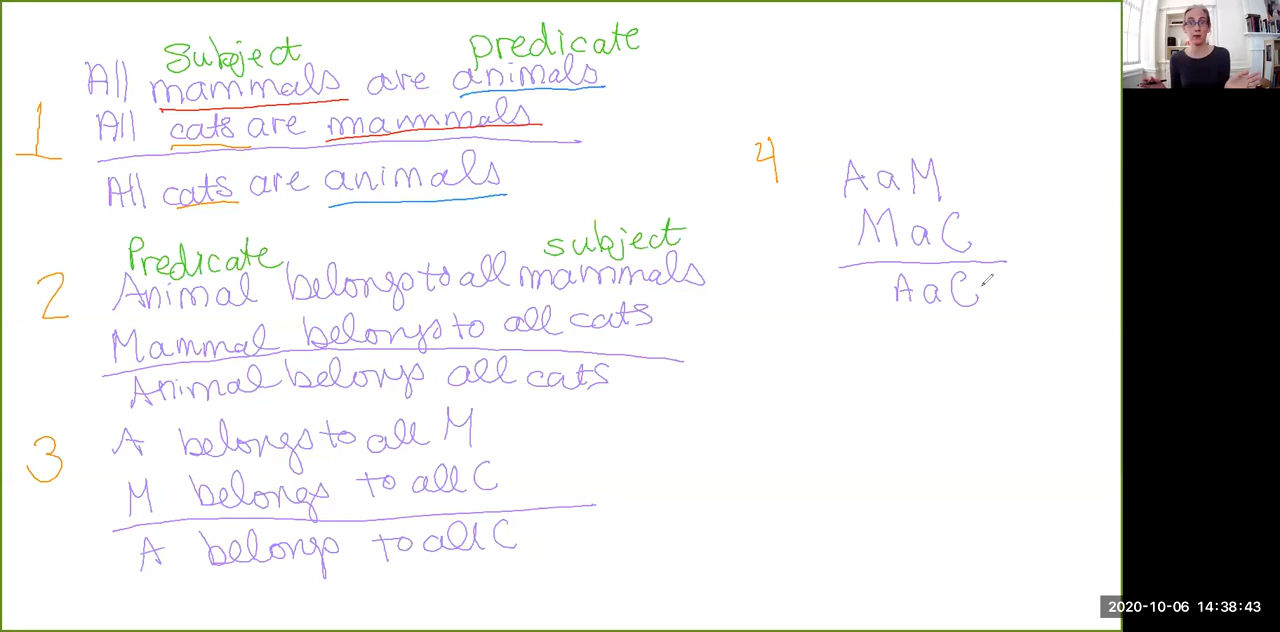 Subject predicate
All mammals are animals
1 All cats are mammals
All cats are animals
Predicate subject
2 Animal belongs to all mammals
Mammal belongs to all cats
Animal belongs all cats
3 A belongs to all M
M belongs to all C
A belongs to all C
4 AaM
MaC
AaC
2020-10-06 14:38:43